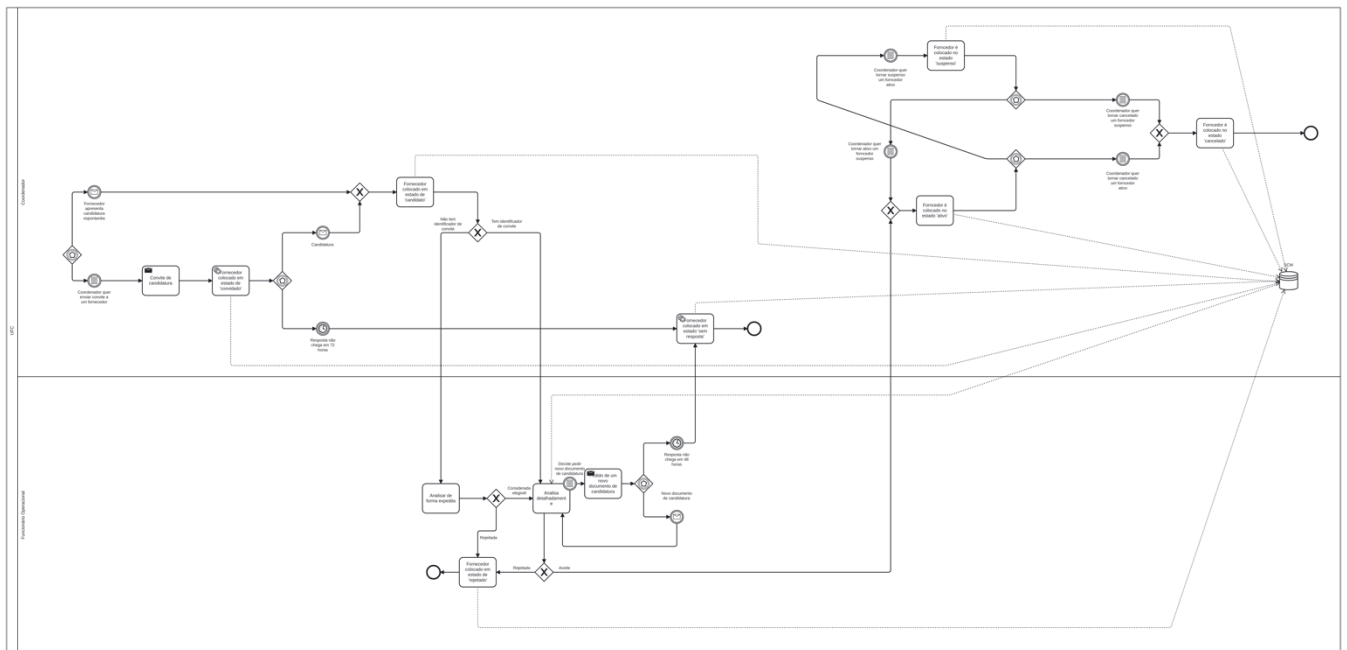 Fornecedor é
colocado no
estado
'suspenso'
Coordenador quer
tornar suspenso
um fornecedor
ativo
Coordenador quer
tornar cancelado
um fornecedor
suspenso
Fornecedor é
colocado no
estado
'cancelado'
Coordenador quer
tornar ativo um
fornecedor
suspenso
Coordenador quer
tornar cancelado
um fornecedor
ativo
Fornecedor é
colocado no
estado 'ativo'
Coordenador
Fornecedor
apresenta
candidatura
espontanêa
Fornecedor
colocado em
estado de
'candidato'
Não tem
identificador de
convite
Tem identificador
de convite
Candidatura
Coordenador quer
enviar convite a
um fornecedor
Convite de
candidatura
Fornecedor
colocado em
estado de
'convidado'
Resposta não
chega em 72
horas
Fornecedor
colocado em
estado 'sem
resposta'
UFC
Funcionário Operacional
Analisar de
forma expedita
Considerada
elegível
Rejeitado
Decide pedir
novo documento
de candidatura
Analisa
detalhadament
e
de um
novo
documento de
candidatura
Resposta não
chega em 48
horas
Novo documento
de candidatura
Fornecedor
colocado em
estado de
'rejeitado'
Rejeitado
Aceite